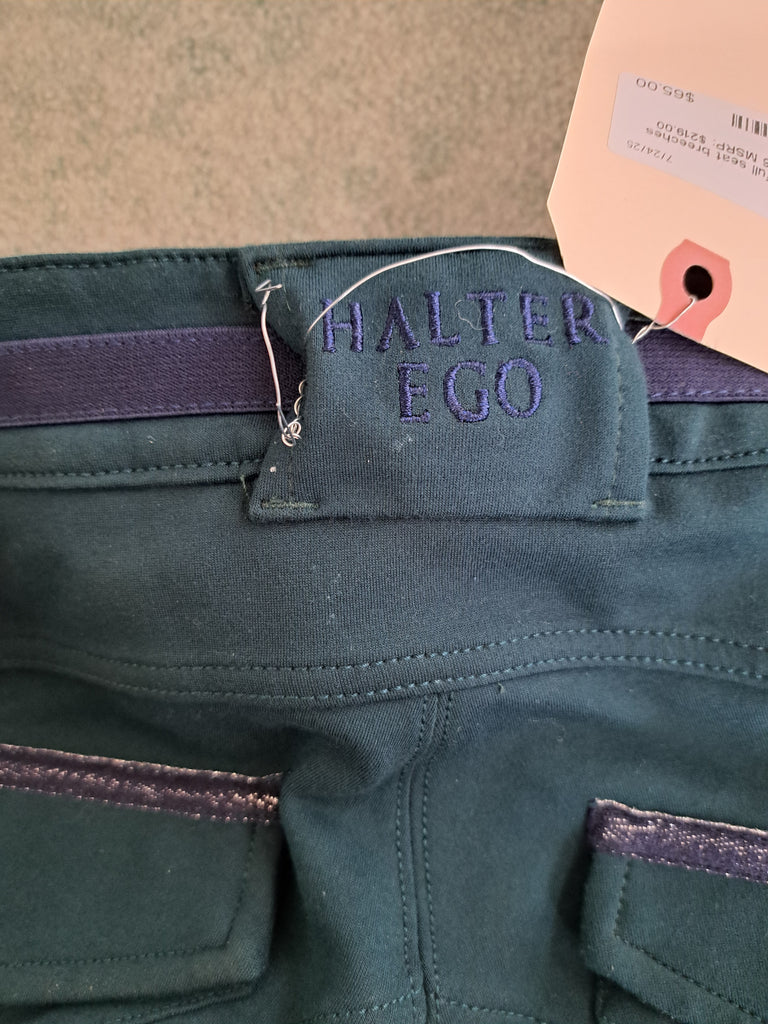 HALTER
EGO
7/24/25
full seat breeches
MSRP: $219.00
$65.00